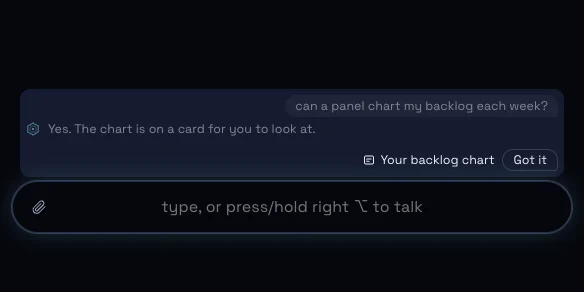 can a panel chart my backlog each week?
Yes. The chart is on a card for you to look at.
Your backlog chart Got it
type, or press/hold right ⌥ to talk